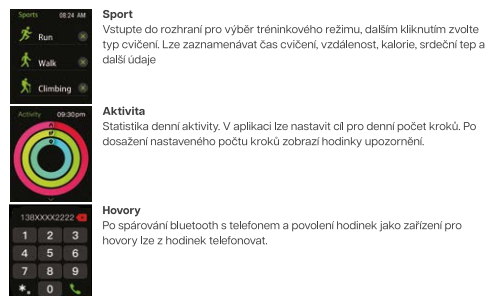 Sports 08:24 AM
Run
Walk
Climbing
Sport
Vstupte do rozhraní pro výběr tréninkového režimu, dalším kliknutím zvolte
typ cvičení. Lze zaznamenávat čas cvičení, vzdálenost, kalorie, srdeční tep a
další údaje
Activity 09:30pm
Aktivita
Statistika denní aktivity. V aplikaci lze nastavit cíl pro denní počet kroků. Po
dosažení nastaveného počtu kroků zobrazí hodinky upozornění.
138XXXX2222
1 2 3
4 5 6
7 8 9
*. 0
Hovory
Po spárování bluetooth s telefonem a povolení hodinek jako zařízení pro
hovory lze z hodinek telefonovat.